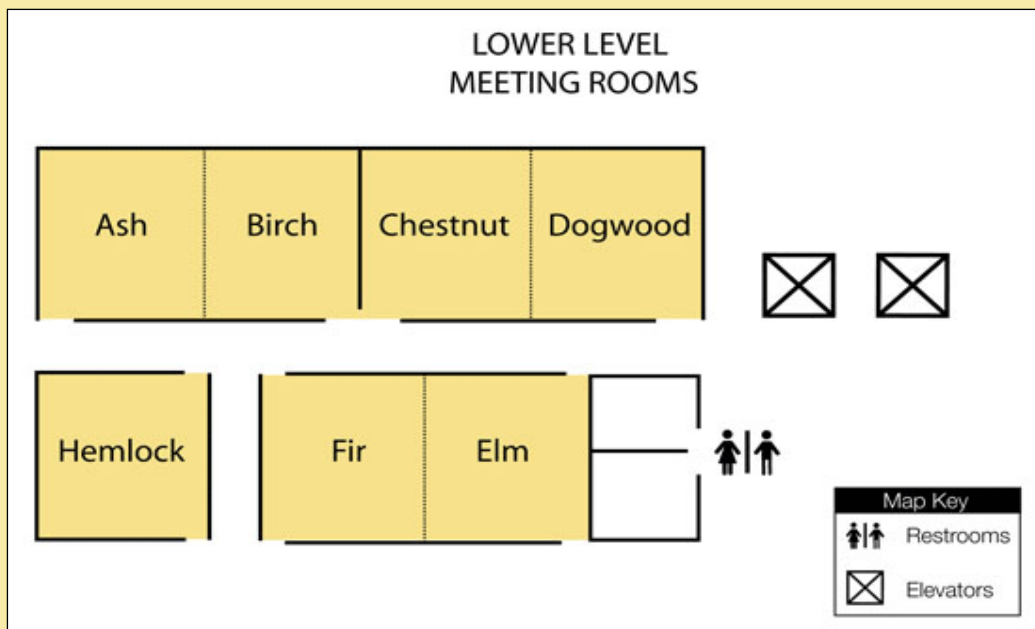 LOWER LEVEL
MEETING ROOMS
Ash
Birch
Chestnut
Dogwood
Hemlock
Fir
Elm
Map Key
Restrooms
Elevators